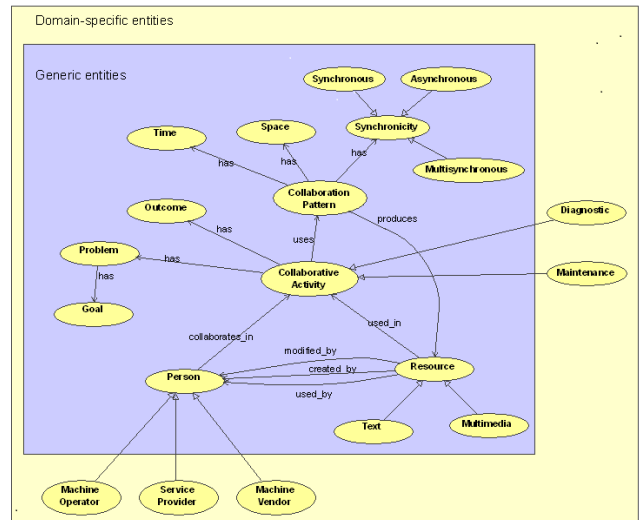 Domain-specific entities
Generic entities
Synchronous
Asynchronous
Time
Space
Synchronicity
has
has
has
Multisynchronous
Collaboration
Pattern
Outcome
produces
Diagnostic
has
uses
Problem
has
Collaborative
Activity
Maintenance
has
Goal
collaborates_in
used_in
modified_by
created_by
Resource
Person
used_by
Text
Multimedia
Machine
Operator
Service
Provider
Machine
Vendor